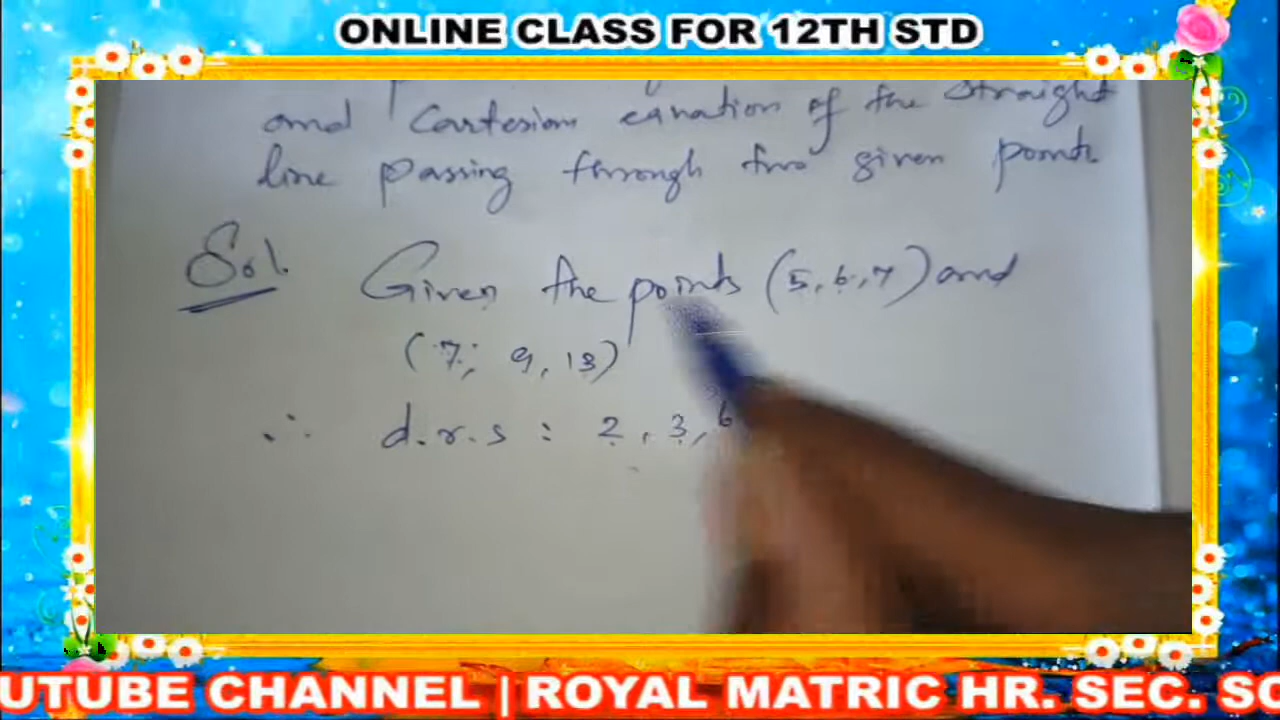 ONLINE CLASS FOR 12TH STD
and Cartesian equation of the straight
line passing through two given points
Sol. Given the points (5, 6, 7) and
(7, 9, 13)
∴ d.r.s : 2, 3, 6
UTUBE CHANNEL | ROYAL MATRIC HR. SEC. SC